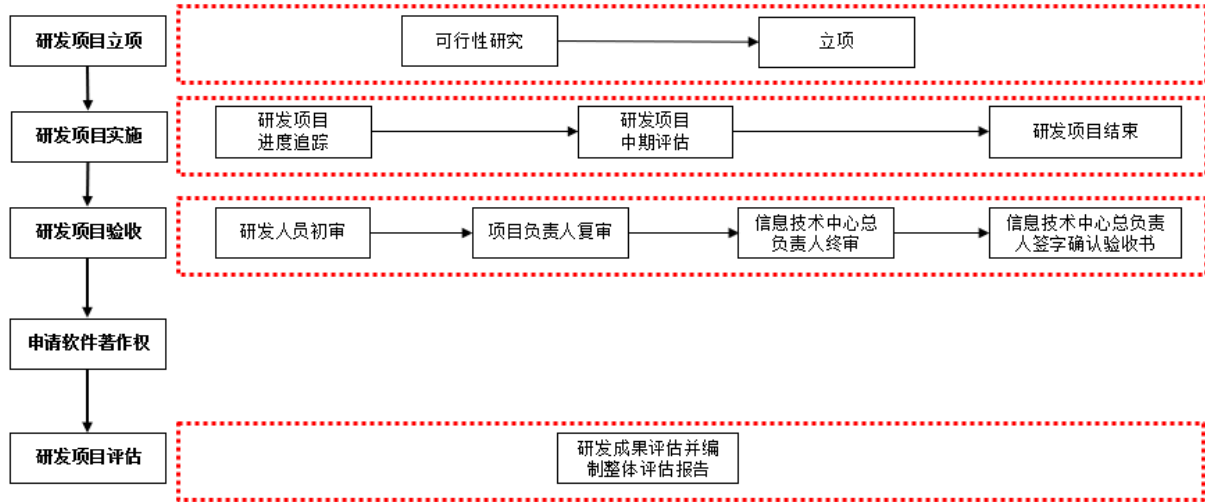 研发项目立项
可行性研究
立项
研发项目实施
研发项目
进度追踪
研发项目
中期评估
研发项目结束
研发项目验收
研发人员初审
项目负责人复审
信息技术中心总
负责人终审
信息技术中心总负责
人签字确认验收书
申请软件著作权
研发项目评估
研发成果评估并编
制整体评估报告